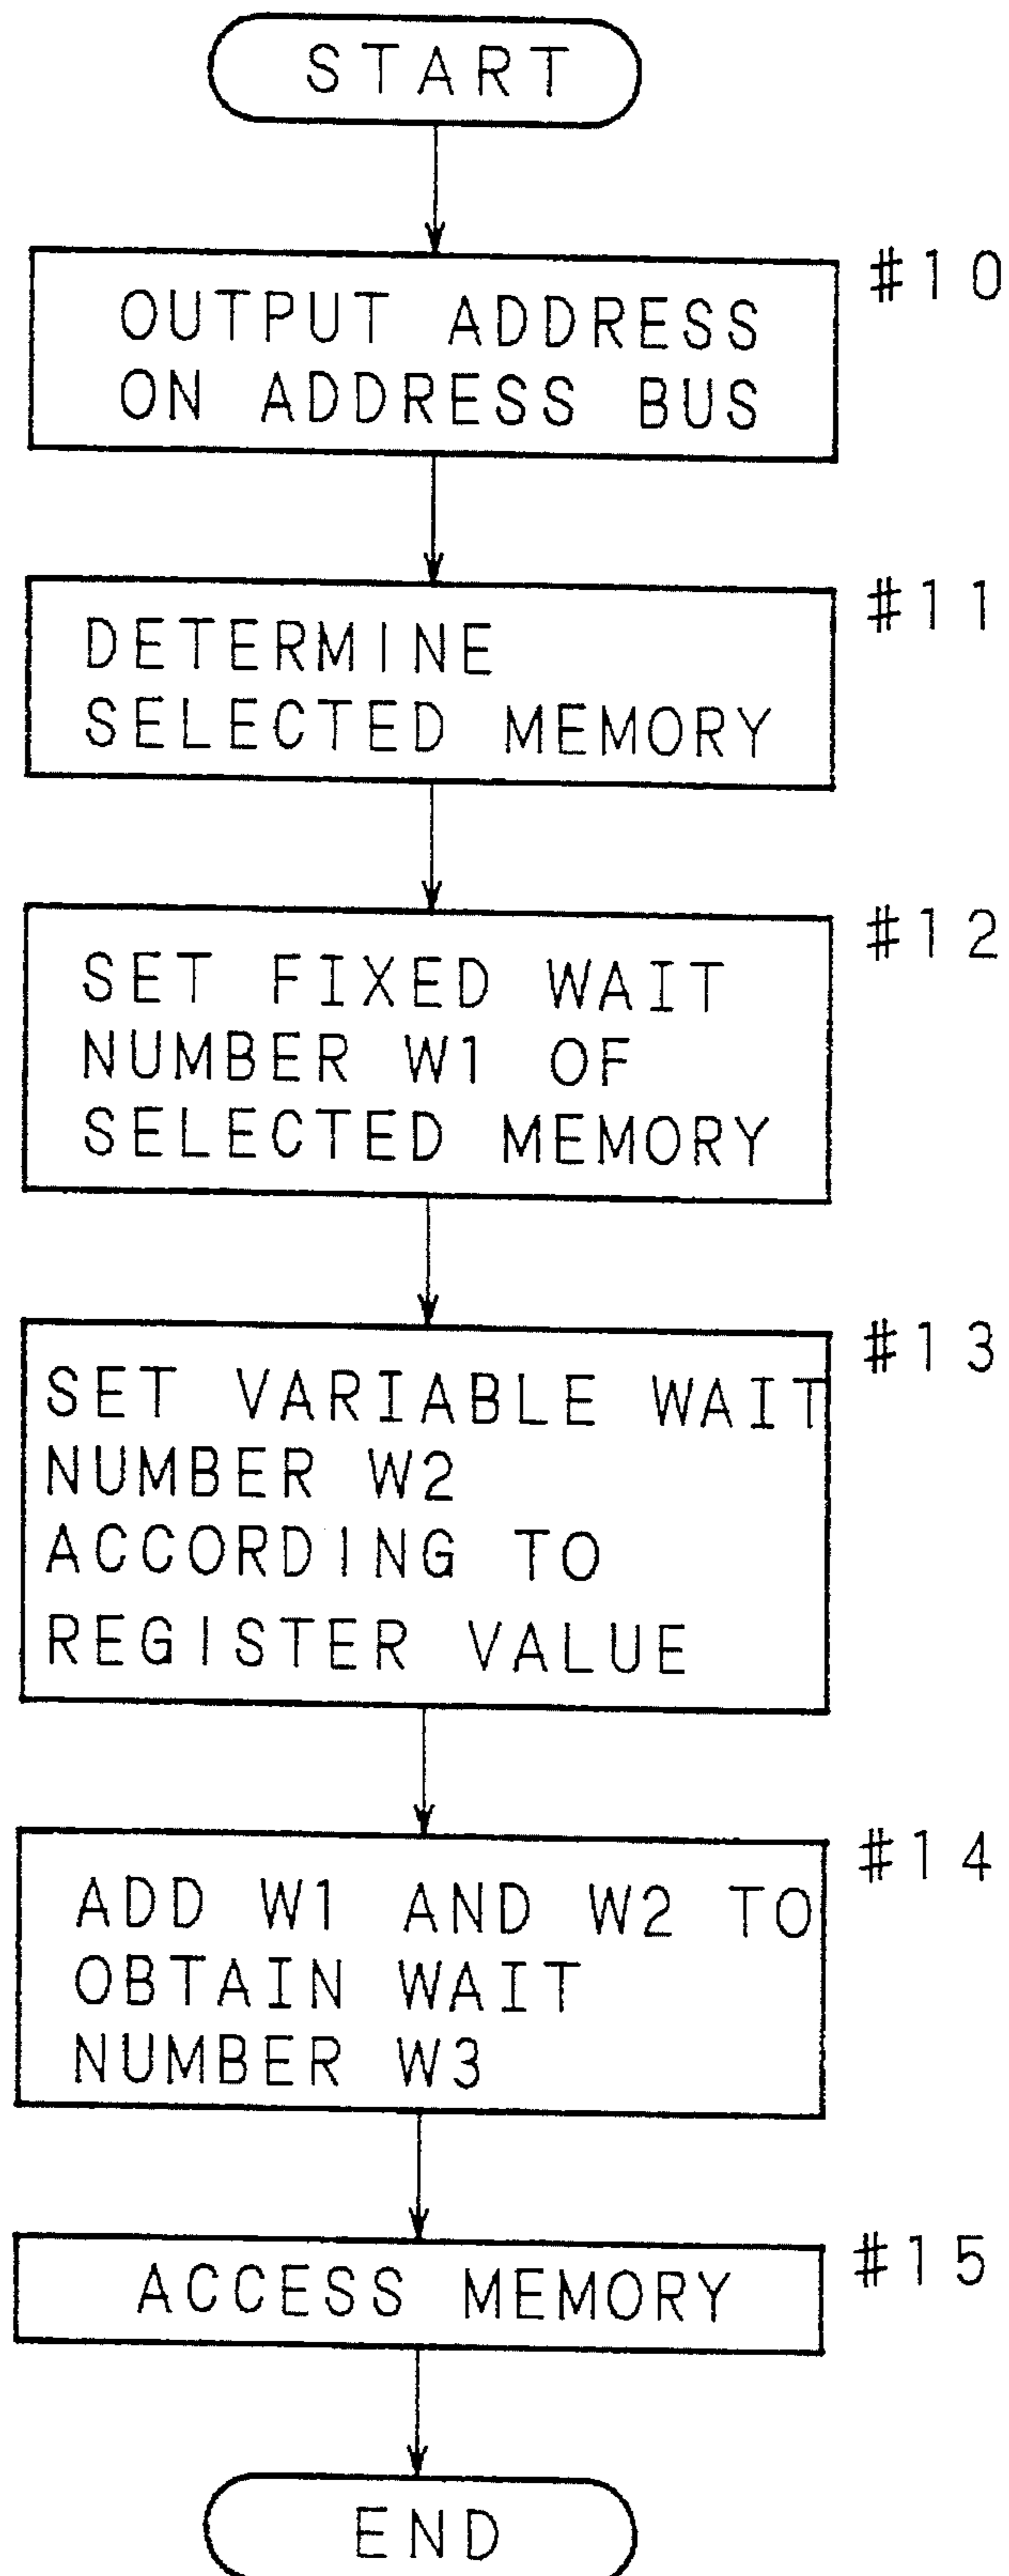 START
#10
OUTPUT ADDRESS
ON ADDRESS BUS
#11
DETERMINE
SELECTED MEMORY
#12
SET FIXED WAIT
NUMBER W1 OF
SELECTED MEMORY
#13
SET VARIABLE WAIT
NUMBER W2
ACCORDING TO
REGISTER VALUE
#14
ADD W1 AND W2 TO
OBTAIN WAIT
NUMBER W3
#15
ACCESS MEMORY
END